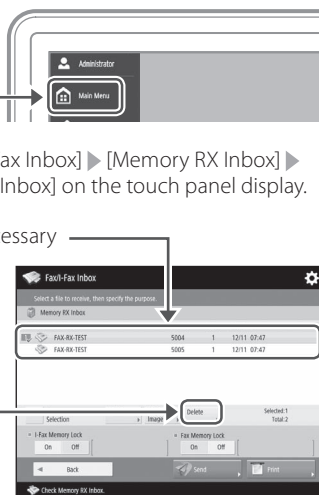 Administrator
Main Menu
ax Inbox] ▶ [Memory RX Inbox] ▶
Inbox] on the touch panel display.
essary
Fax/I-Fax Inbox
Select a file to receive, then specify the purpose.
Memory RX Inbox
FAX-RX-TEST 5004 1 12/11 07:47
FAX-RX-TEST 5005 1 12/11 07:47
Selection Image Delete Selected:1
Total:2
I-Fax Memory Lock Fax Memory Lock
On Off On Off
Back Send Print
Check Memory RX Inbox.